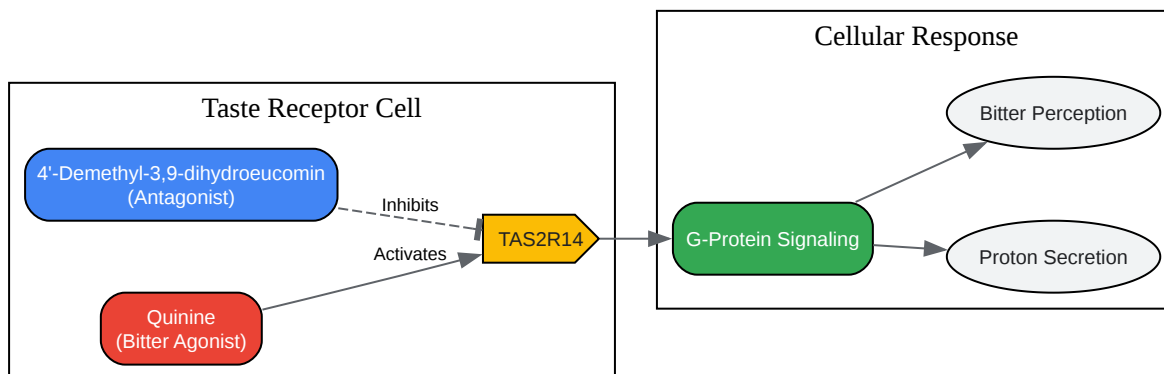 Taste Receptor Cell
4'-Demethyl-3,9-dihydroeucomin
(Antagonist)
Inhibits
Activates
TAS2R14
Quinine
(Bitter Agonist)
Cellular Response
G-Protein Signaling
Bitter Perception
Proton Secretion